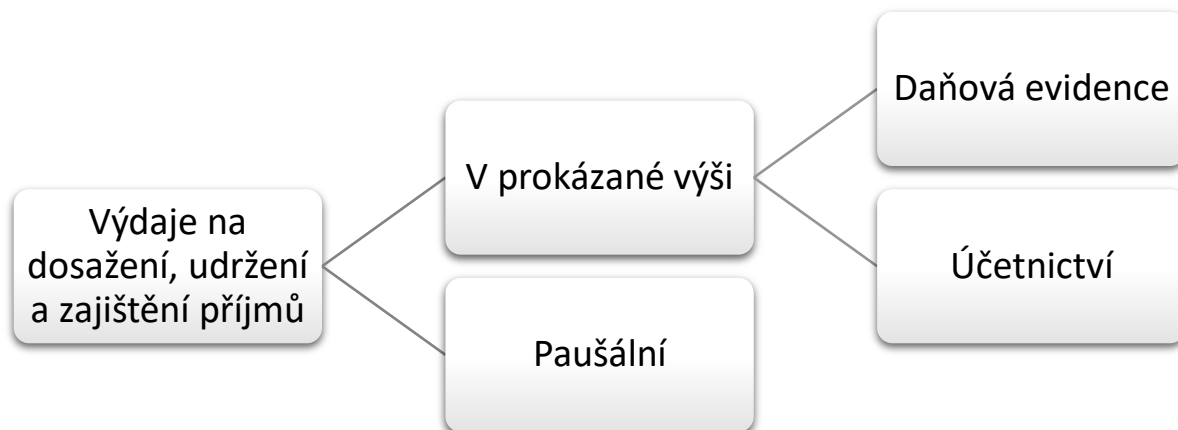 Výdaje na
dosažení, udržení
a zajištění příjmů
V prokázané výši
Paušální
Daňová evidence
Účetnictví